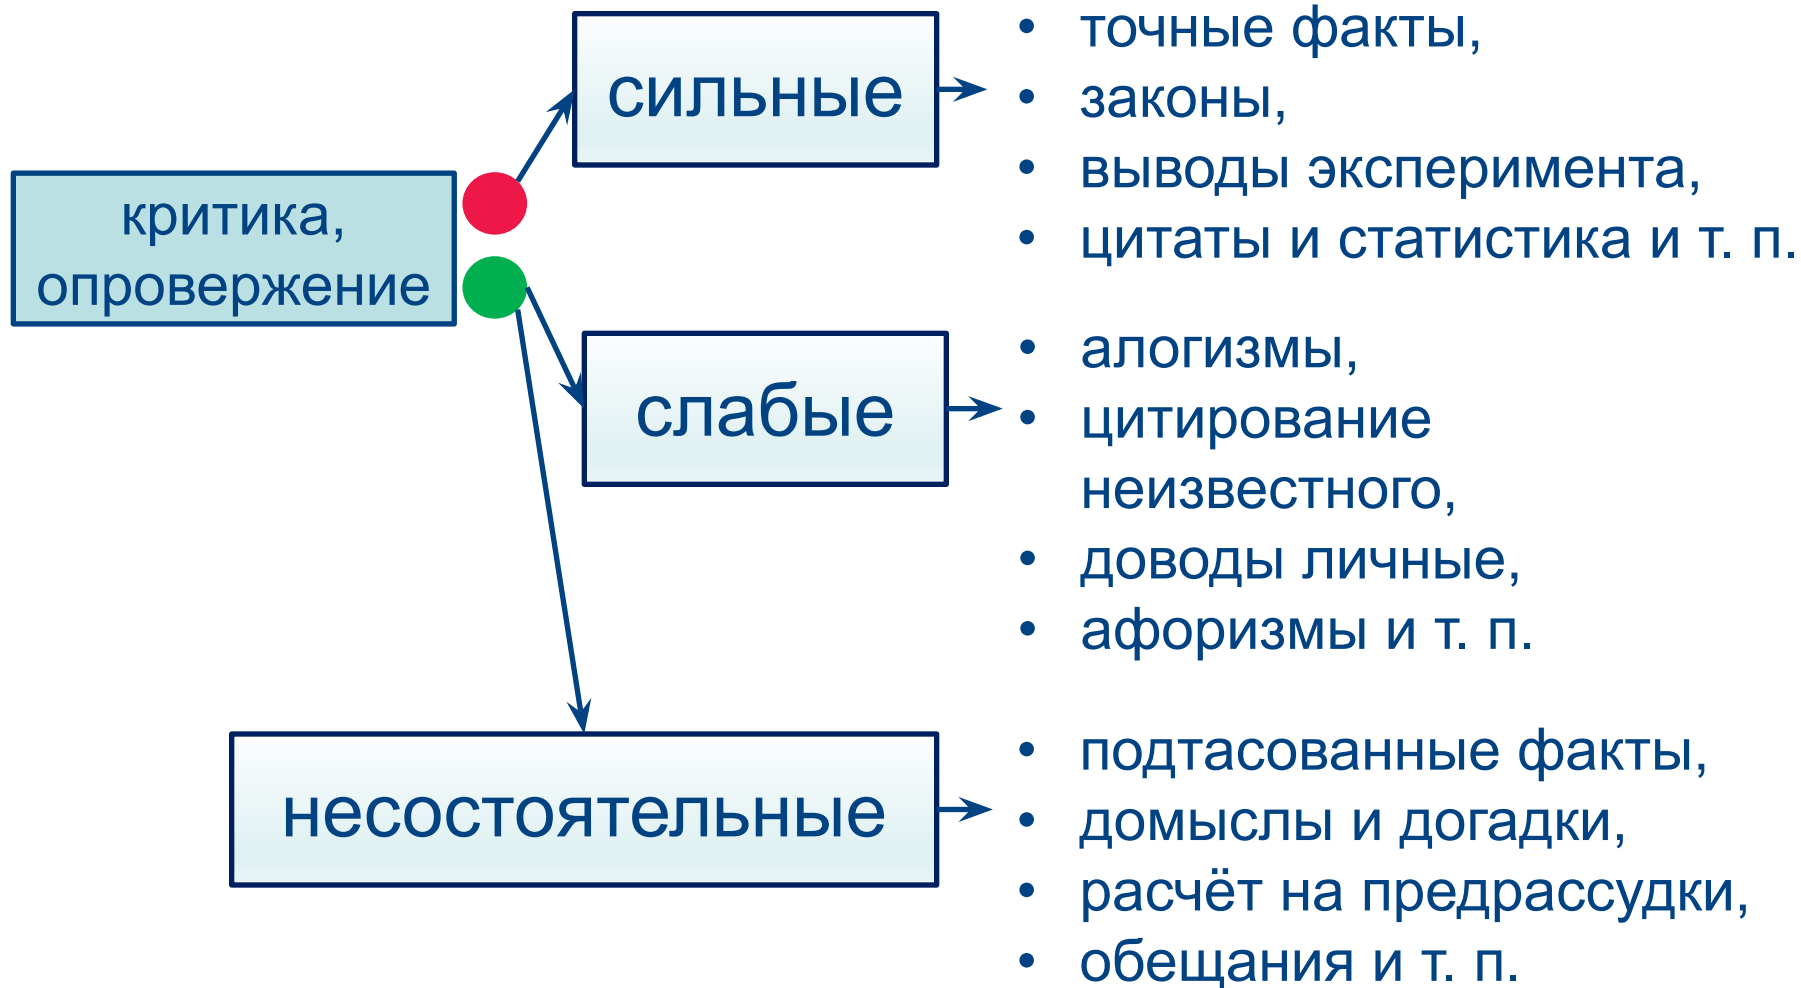 критика,
опровержение
сильные
• точные факты,
• законы,
• выводы эксперимента,
• цитаты и статистика и т. п.
слабые
• алогизмы,
• цитирование
неизвестного,
• доводы личные,
• афоризмы и т. п.
несостоятельные
• подтасованные факты,
• домыслы и догадки,
• расчёт на предрассудки,
• обещания и т. п.